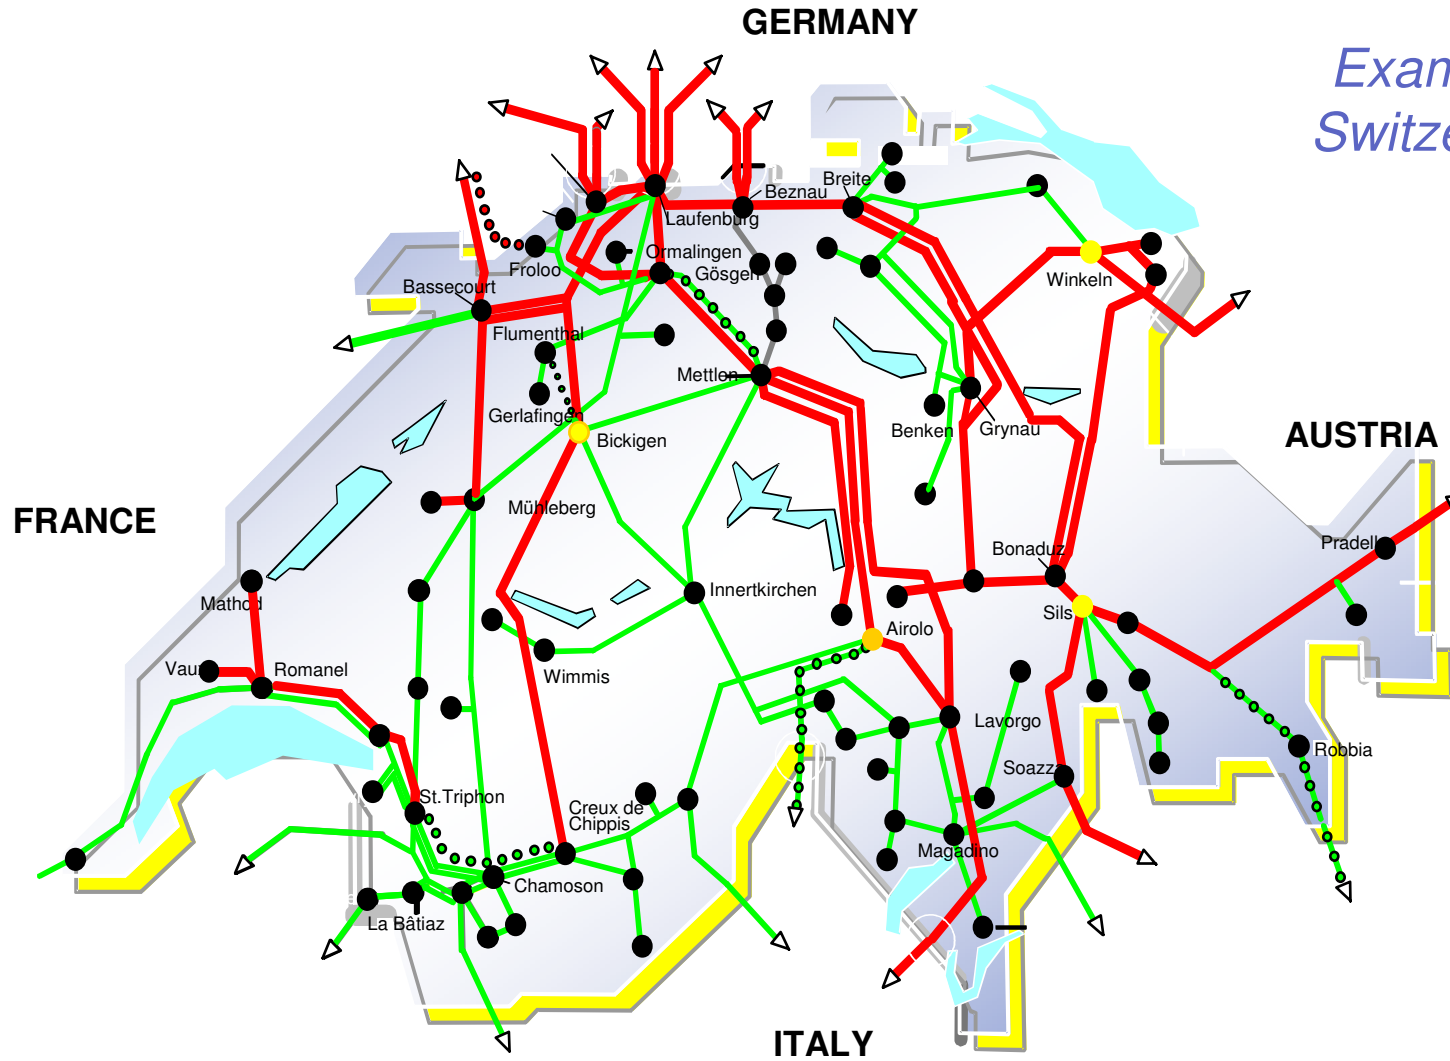 GERMANY
Exam
Switze
Breite
Beznau
Laufenburg
Ormalingen
Froloo
Gösgen
Winkeln
Bassecourt
Flumenthal
Mettlen
Gerlafingen
Benken
Grynau
Bickigen
AUSTRIA
FRANCE
Mühleberg
Pradella
Bonaduz
Mathod
Innertkirchen
Sils
Airolo
Vaux
Romanel
Wimmis
Lavorgo
Robbia
Soazza
St.Triphon
Creux de
Chippis
Magadino
Chamoson
La Bâtiaz
ITALY